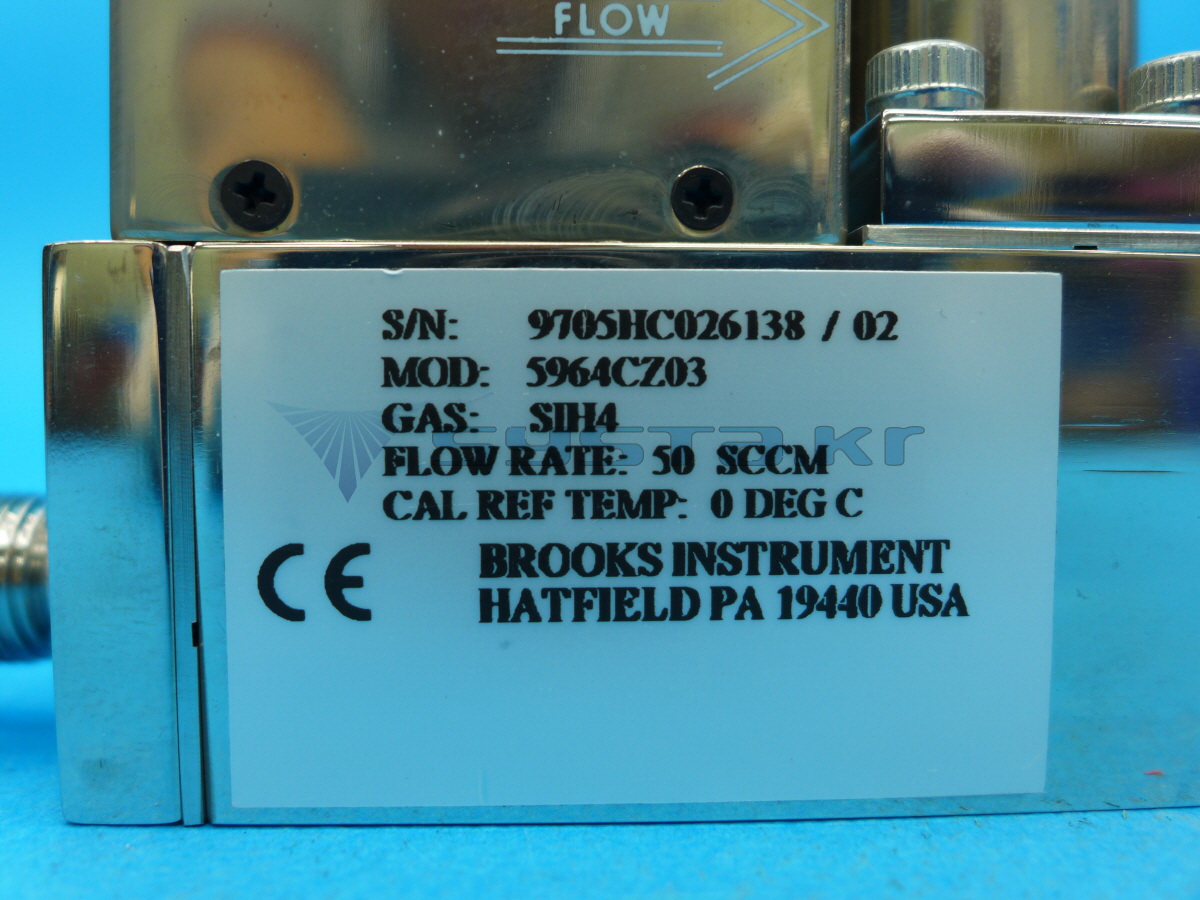 FLOW
S/N: 9705HC026138 / 02
MOD: 5964CZ03
GAS: SIH4
FLOW RATE: 50 SCCM
CAL REF TEMP: 0 DEG C
CE BROOKS INSTRUMENT
HATFIELD PA 19440 USA